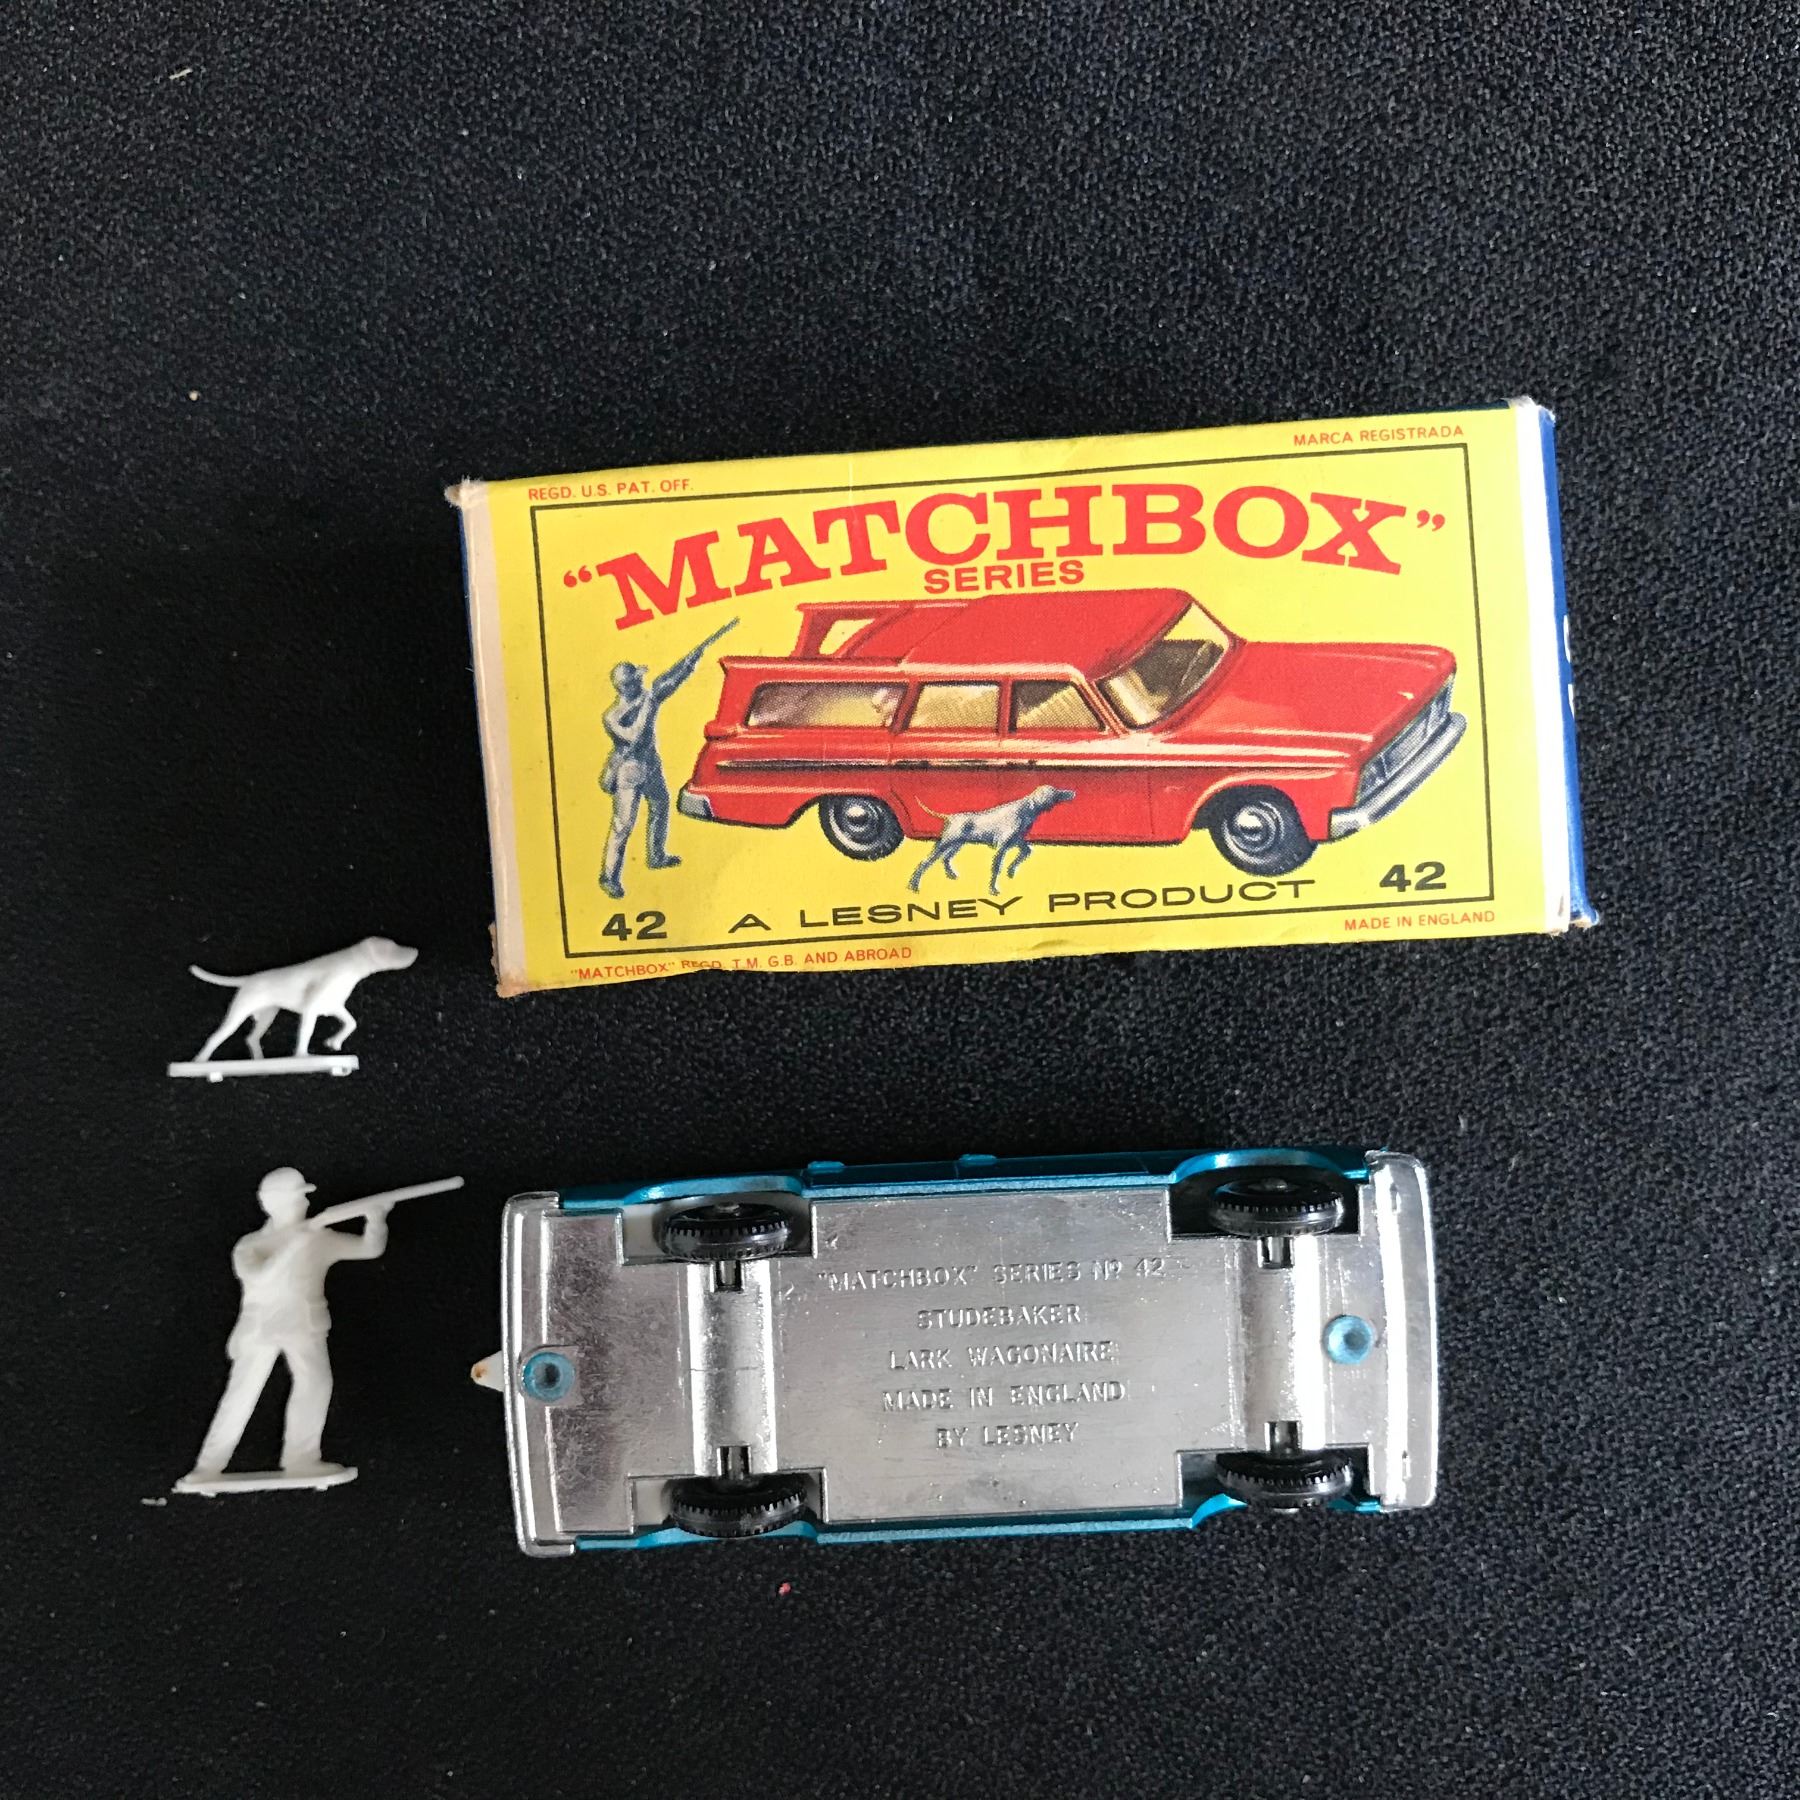 REGD. U.S. PAT. OFF.
MARCA REGISTRADA
"MATCHBOX"
SERIES
42 A LESNEY PRODUCT 42
"MATCHBOX" REGD. T.M. G.B. AND ABROAD
MADE IN ENGLAND
"MATCHBOX" SERIES Nº 42
STUDEBAKER
LARK WAGONAIRE
MADE IN ENGLAND
BY LESNEY